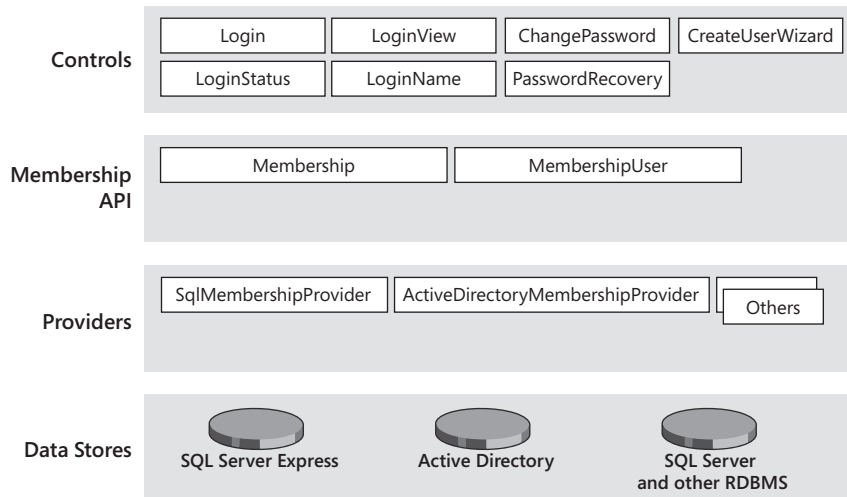 Controls
Login
LoginView
ChangePassword
CreateUserWizard
LoginStatus
LoginName
PasswordRecovery
Membership
API
Membership
MembershipUser
Providers
SqlMembershipProvider
ActiveDirectoryMembershipProvider
Others
Data Stores
SQL Server Express
Active Directory
SQL Server
and other RDBMS